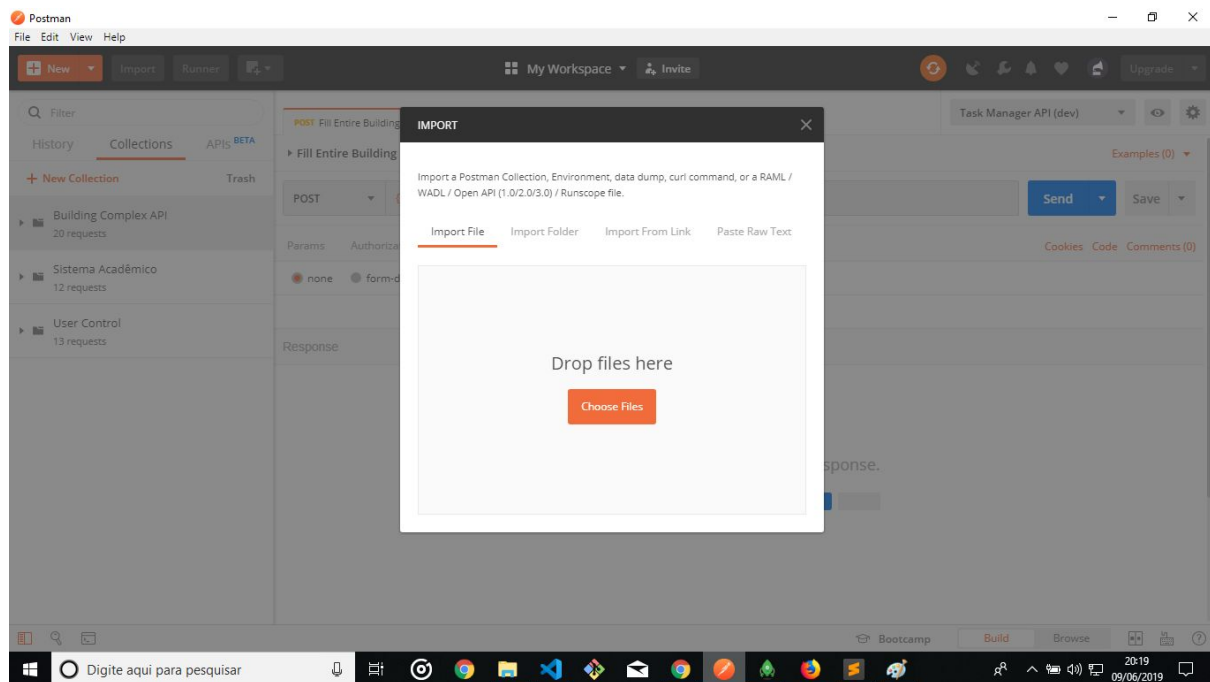 Postman
File Edit View Help
New Import Runner My Workspace Invite Upgrade
Filter
History Collections APIs BETA
+ New Collection Trash
Building Complex API
20 requests
Sistema Acadêmico
12 requests
User Control
13 requests
POST Fill Entire Building
Fill Entire Building
POST
Params
none
Response
Task Manager API (dev)
Examples (0)
Send Save
Cookies Code Comments (0)
IMPORT
Import a Postman Collection, Environment, data dump, curl command, or a RAML /
WADL / Open API (1.0/2.0/3.0) / Runscope file.
Import File Import Folder Import From Link Paste Raw Text
Drop files here
Choose Files
Bootcamp Build Browse
Digite aqui para pesquisar
20:19
09/06/2019